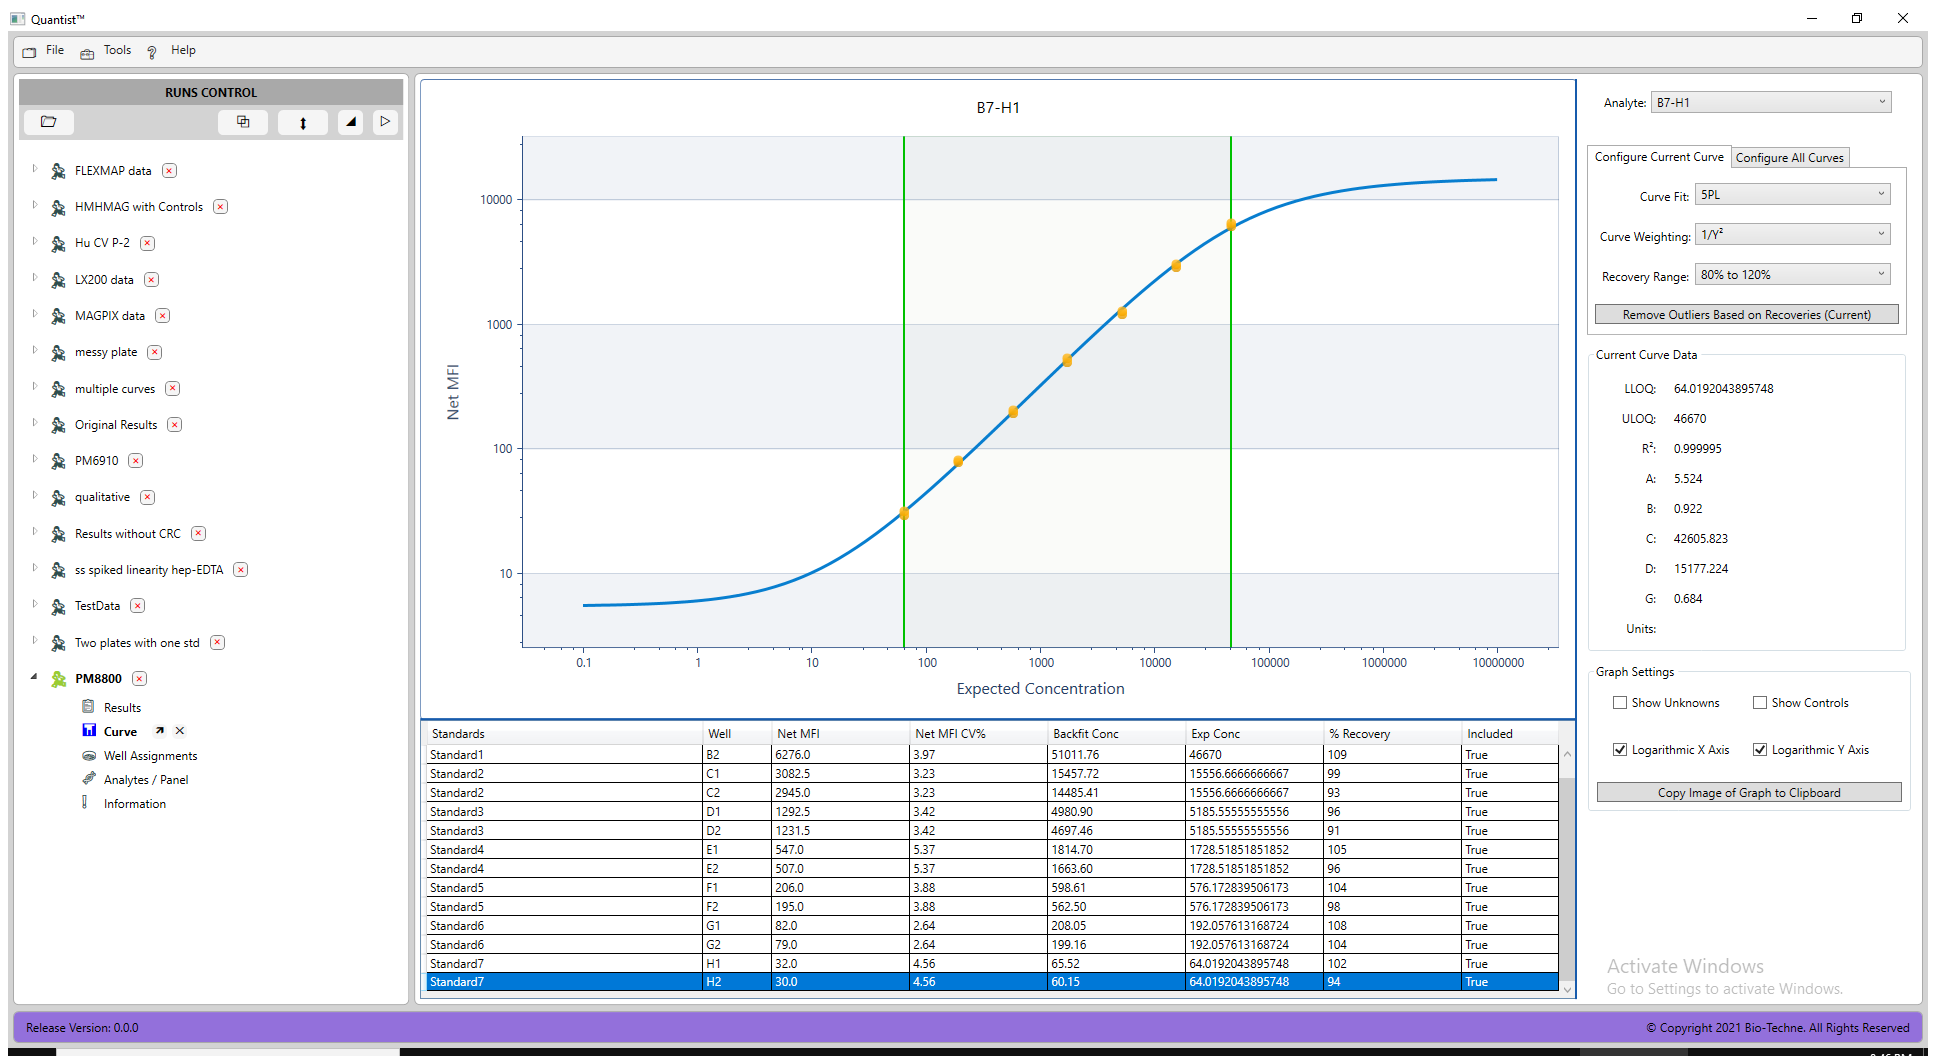 Quantist™
File Tools Help
RUNS CONTROL
FLEXMAP data
HMHMAG with Controls
Hu CV P-2
LX200 data
MAGPIX data
messy plate
multiple curves
Original Results
PM6910
qualitative
Results without CRC
ss spiked linearity hep-EDTA
TestData
Two plates with one std
PM8800
Results
Curve
Well Assignments
Analytes / Panel
Information
B7-H1
Net MFI
10000
1000
100
10
0.1 1 10 100 1000 10000 100000 1000000 10000000
Expected Concentration
Standards Well Net MFI Net MFI CV% Backfit Conc Exp Conc % Recovery Included
Standard1 B2 6276.0 3.97 51011.76 46670 109 True
Standard2 C1 3082.5 3.23 15457.72 15556.6666666667 99 True
Standard2 C2 2945.0 3.23 14485.41 15556.6666666667 93 True
Standard3 D1 1292.5 3.42 4980.90 5185.55555555556 96 True
Standard3 D2 1231.5 3.42 4697.46 5185.55555555556 91 True
Standard4 E1 547.0 5.37 1814.70 1728.51851851852 105 True
Standard4 E2 507.0 5.37 1663.60 1728.51851851852 96 True
Standard5 F1 206.0 3.88 598.61 576.172839506173 104 True
Standard5 F2 195.0 3.88 562.50 576.172839506173 98 True
Standard6 G1 82.0 2.64 208.05 192.057613168724 108 True
Standard6 G2 79.0 2.64 199.16 192.057613168724 104 True
Standard7 H1 32.0 4.56 65.52 64.0192043895748 102 True
Standard7 H2 30.0 4.56 60.15 64.0192043895748 94 True
Analyte: B7-H1
Configure Current Curve Configure All Curves
Curve Fit: 5PL
Curve Weighting: 1/Y²
Recovery Range: 80% to 120%
Remove Outliers Based on Recoveries (Current)
Current Curve Data
LLOQ: 64.0192043895748
ULOQ: 46670
R²: 0.999995
A: 5.524
B: 0.922
C: 42605.823
D: 15177.224
G: 0.684
Units:
Graph Settings
Show Unknowns Show Controls
Logarithmic X Axis Logarithmic Y Axis
Copy Image of Graph to Clipboard
Activate Windows
Go to Settings to activate Windows.
Release Version: 0.0.0
© Copyright 2021 Bio-Techne. All Rights Reserved